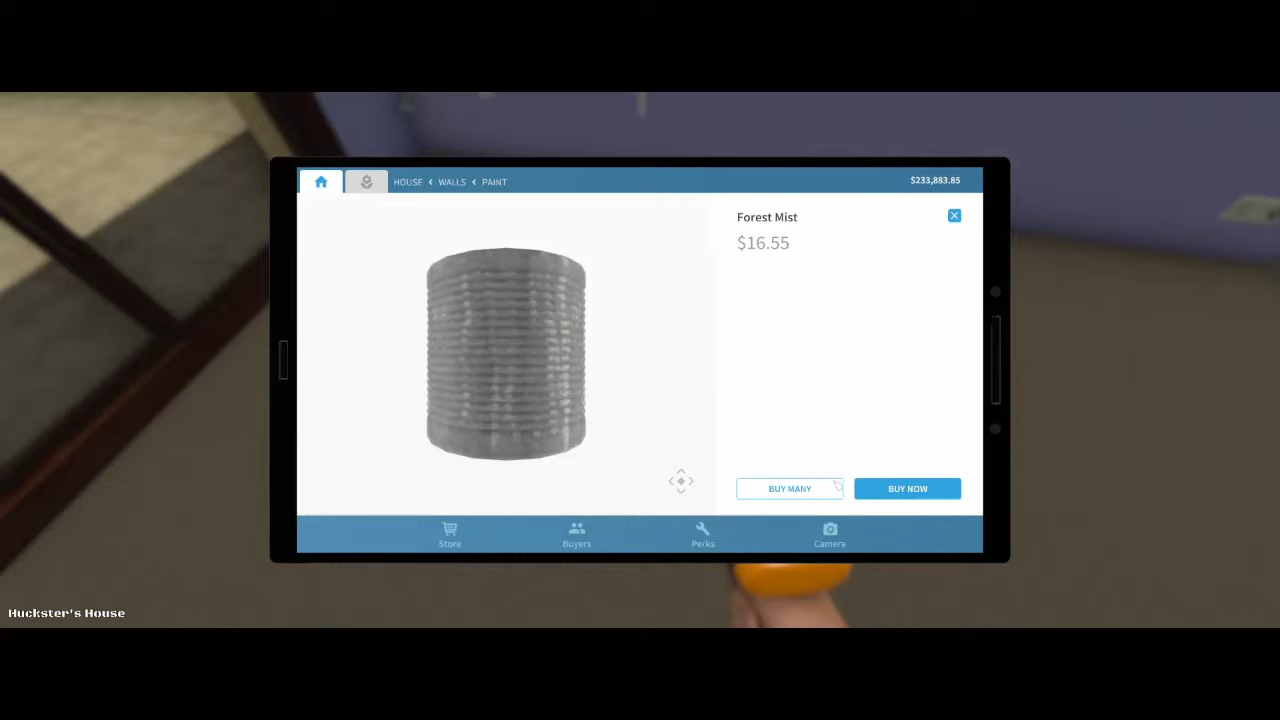 HOUSE < WALLS < PAINT
$233,883.85
Forest Mist
$16.55
BUY MANY
BUY NOW
Store
Buyers
Perks
Camera
Huckster's House